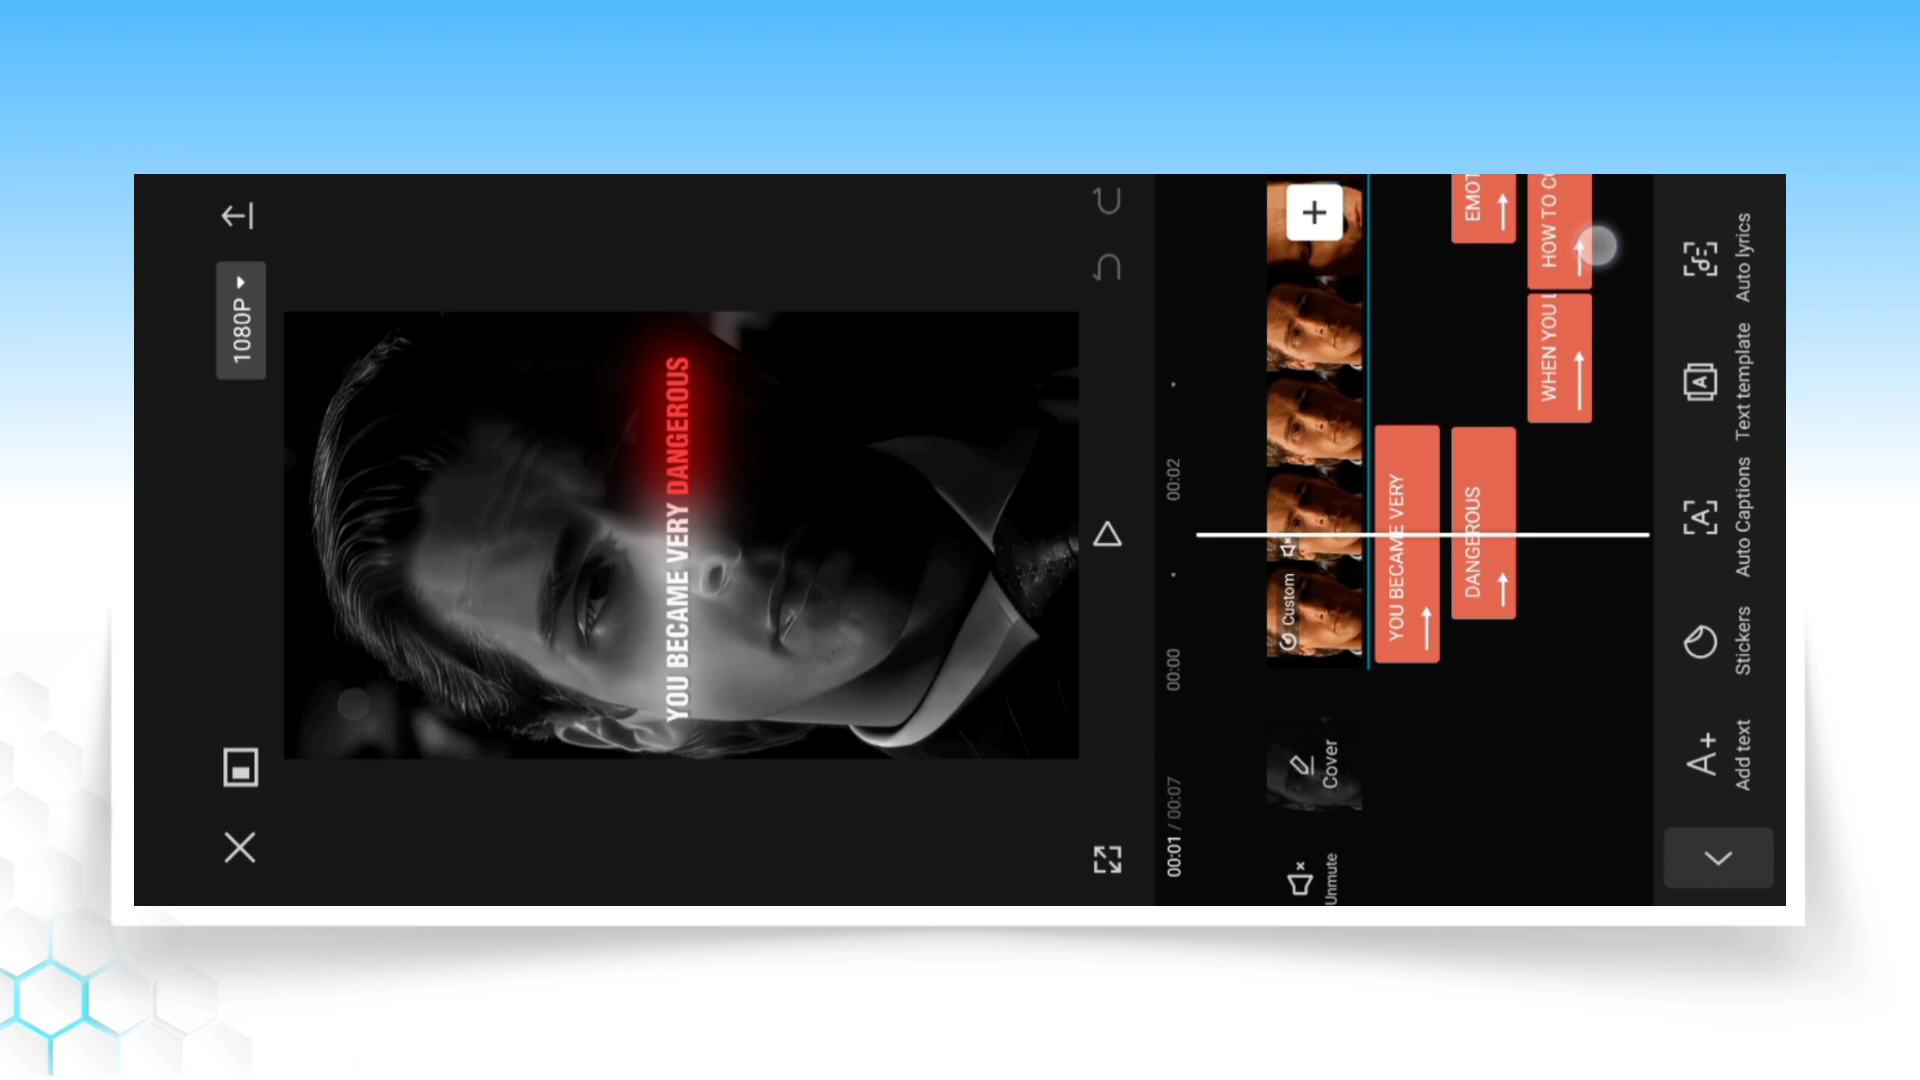 1080P
YOU BECAME VERY DANGEROUS
00:01 / 00:07
00:00
00:02
Unmute
Cover
Custom
YOU BECAME VERY
DANGEROUS
EMOT
WHEN YOU
HOW TO CO
Add text
Stickers
Auto Captions
Text template
Auto lyrics